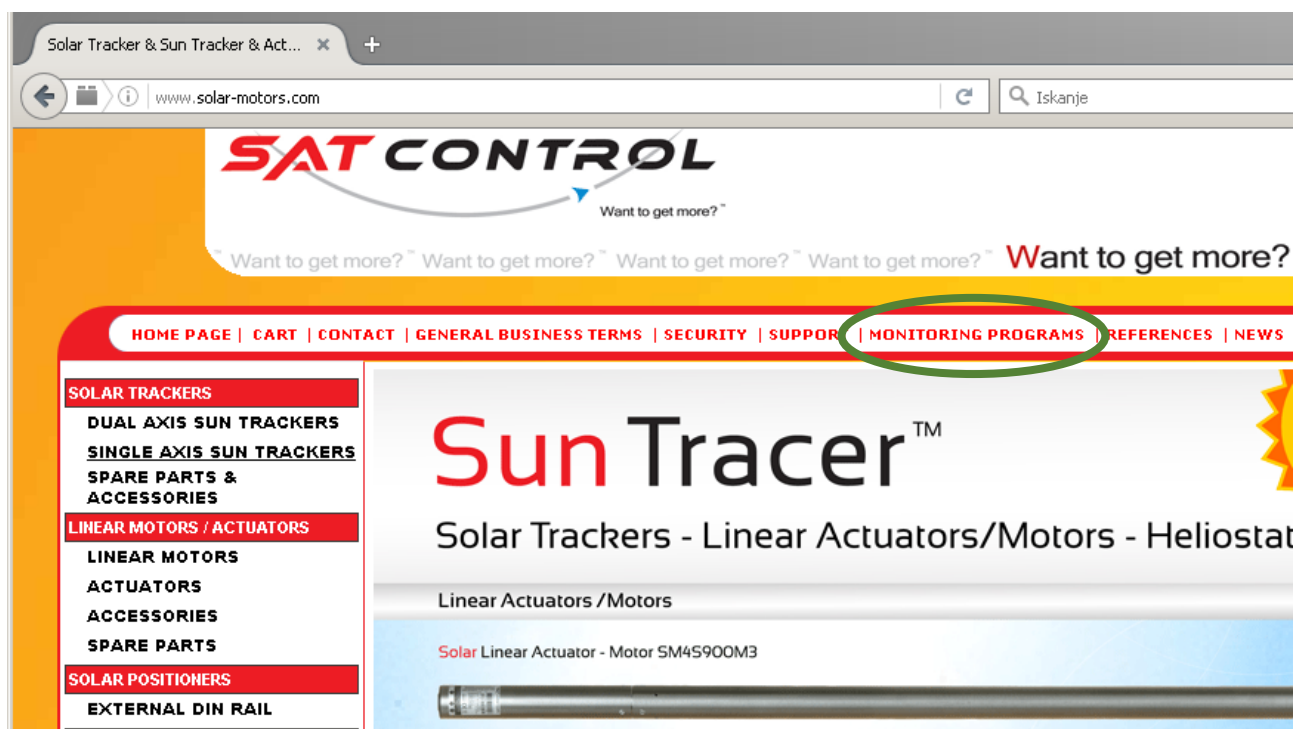 Solar Tracker & Sun Tracker & Act...
www.solar-motors.com
Iskanje
SAT CONTROL
Want to get more?™
Want to get more?™ Want to get more?™ Want to get more?™ Want to get more?™ Want to get more?
HOME PAGE | CART | CONTACT | GENERAL BUSINESS TERMS | SECURITY | SUPPORT | MONITORING PROGRAMS | REFERENCES | NEWS
SOLAR TRACKERS
DUAL AXIS SUN TRACKERS
SINGLE AXIS SUN TRACKERS
SPARE PARTS &
ACCESSORIES
LINEAR MOTORS / ACTUATORS
LINEAR MOTORS
ACTUATORS
ACCESSORIES
SPARE PARTS
SOLAR POSITIONERS
EXTERNAL DIN RAIL
Sun Tracer™
Solar Trackers - Linear Actuators/Motors - Heliostat
Linear Actuators /Motors
Solar Linear Actuator - Motor SM4S900M3